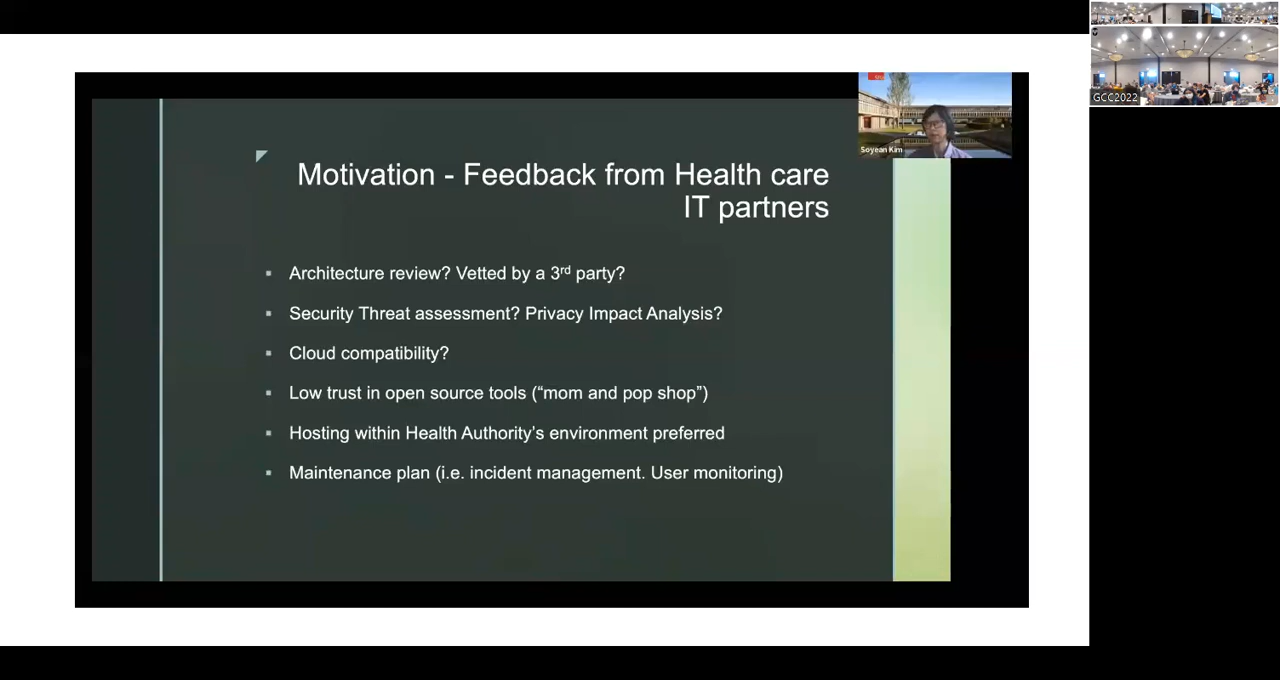 Motivation - Feedback from Health care
IT partners
Soyean Kim
GCC2022
▪ Architecture review? Vetted by a 3rd party?
▪ Security Threat assessment? Privacy Impact Analysis?
▪ Cloud compatibility?
▪ Low trust in open source tools (“mom and pop shop”)
▪ Hosting within Health Authority’s environment preferred
▪ Maintenance plan (i.e. incident management. User monitoring)